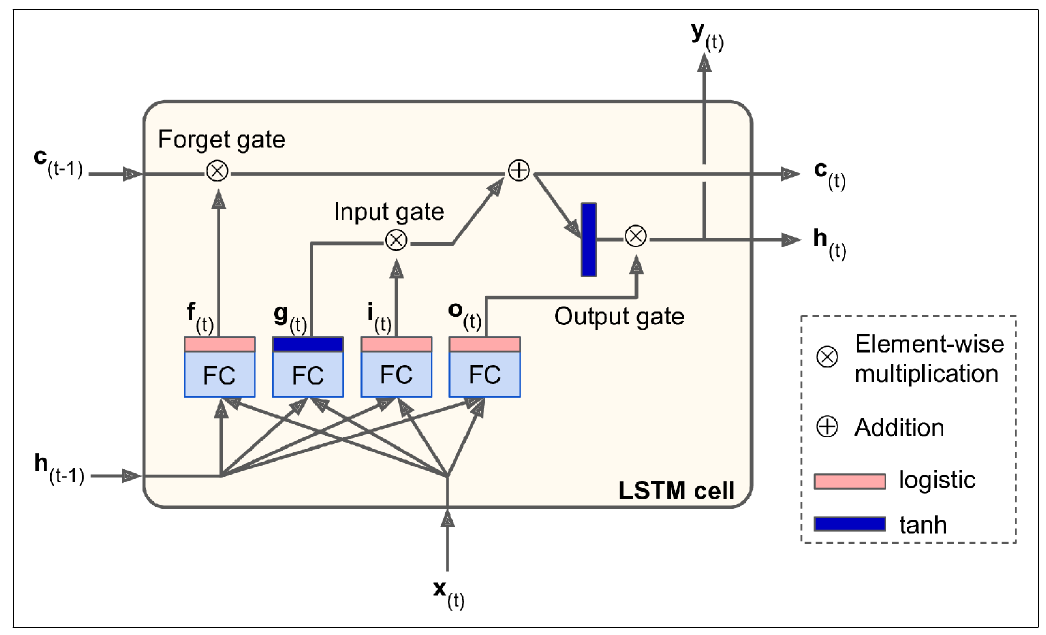 y(t)
Forget gate
c(t-1)
c(t)
Input gate
h(t)
f(t)
g(t)
i(t)
o(t)
Output gate
FC
FC
FC
FC
h(t-1)
LSTM cell
x(t)
Element-wise
multiplication
Addition
logistic
tanh